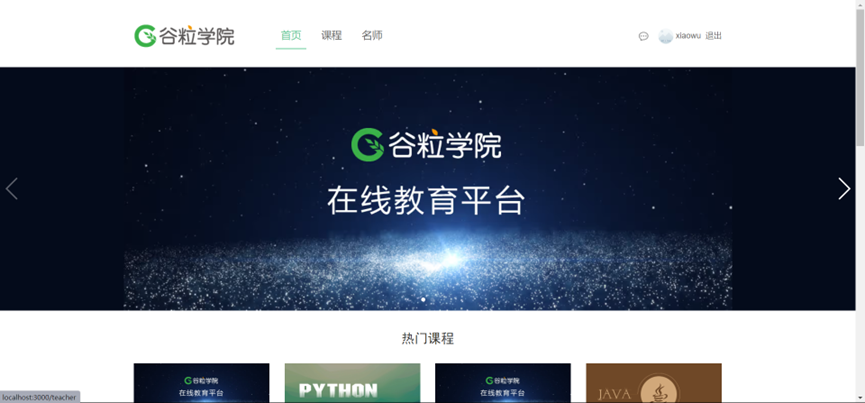 谷粒学院 首页 课程 名师 xiaowu 退出
谷粒学院
在线教育平台
热门课程
谷粒学院 PYTHON 谷粒学院 JAVA
在线教育平台 在线教育平台
localhost:3000/teacher